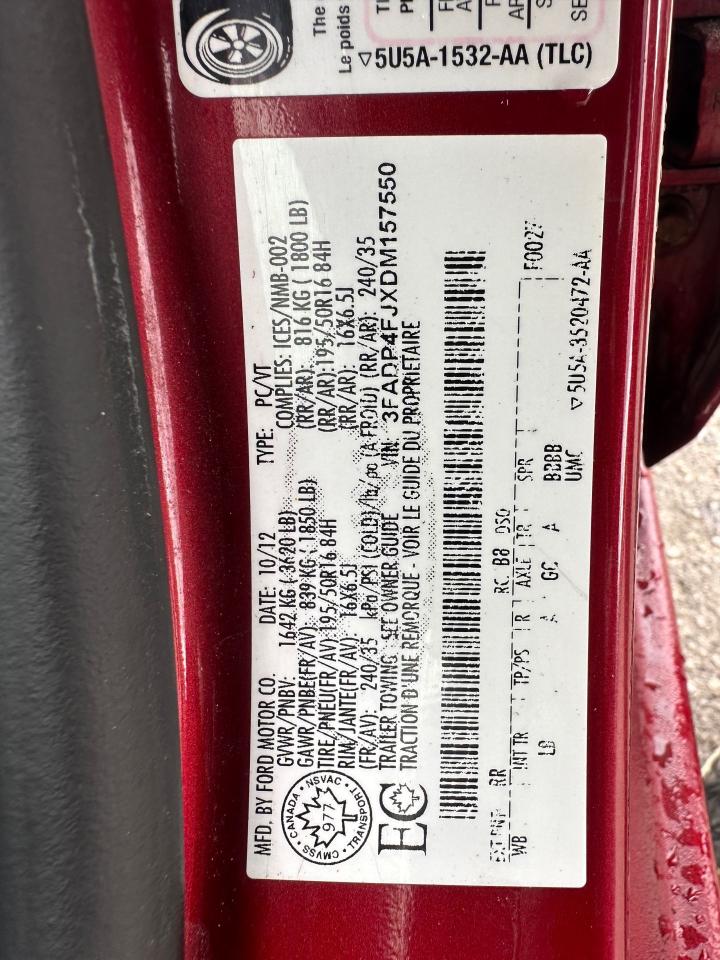 The
Le poids
▽5U5A-1532-AA (TLC)
MFD. BY FORD MOTOR CO. DATE: 10/12 TYPE: PC/VT
GVWR/PNBV: 1642 KG ( 3620 LB) COMPLIES: ICES/NMB-002
GAWR/PNBE(FR/AV): 839 KG ( 1850 LB) (RR/AR): 816 KG ( 1800 LB)
TIRE/PNEU(FR/AV):195/50R16 84H (RR/AR):195/50R16 84H
RIM/JANTE(FR/AV): 16X6.5J (RR/AR): 16X6.5J
(FR/AV): 240/35 kPa/PSI (COLD)/lb/pc (A FROID) (RR/AR): 240/35
TRAILER TOWING: SEE OWNER GUIDE VIN: 3FADP4FJXDM157550
TRACTION D'UNE REMORQUE - VOIR LE GUIDE DU PROPRIETAIRE
CANADA · NSVAC · TRANSPORT · CMVSS
977
EC
EXT PNT RR RC B8 050
WB INT TR TP/PS R AXLE TR SPR F0027
LB A GC A B2BB
UMC
▽5U5A-3520472-AA